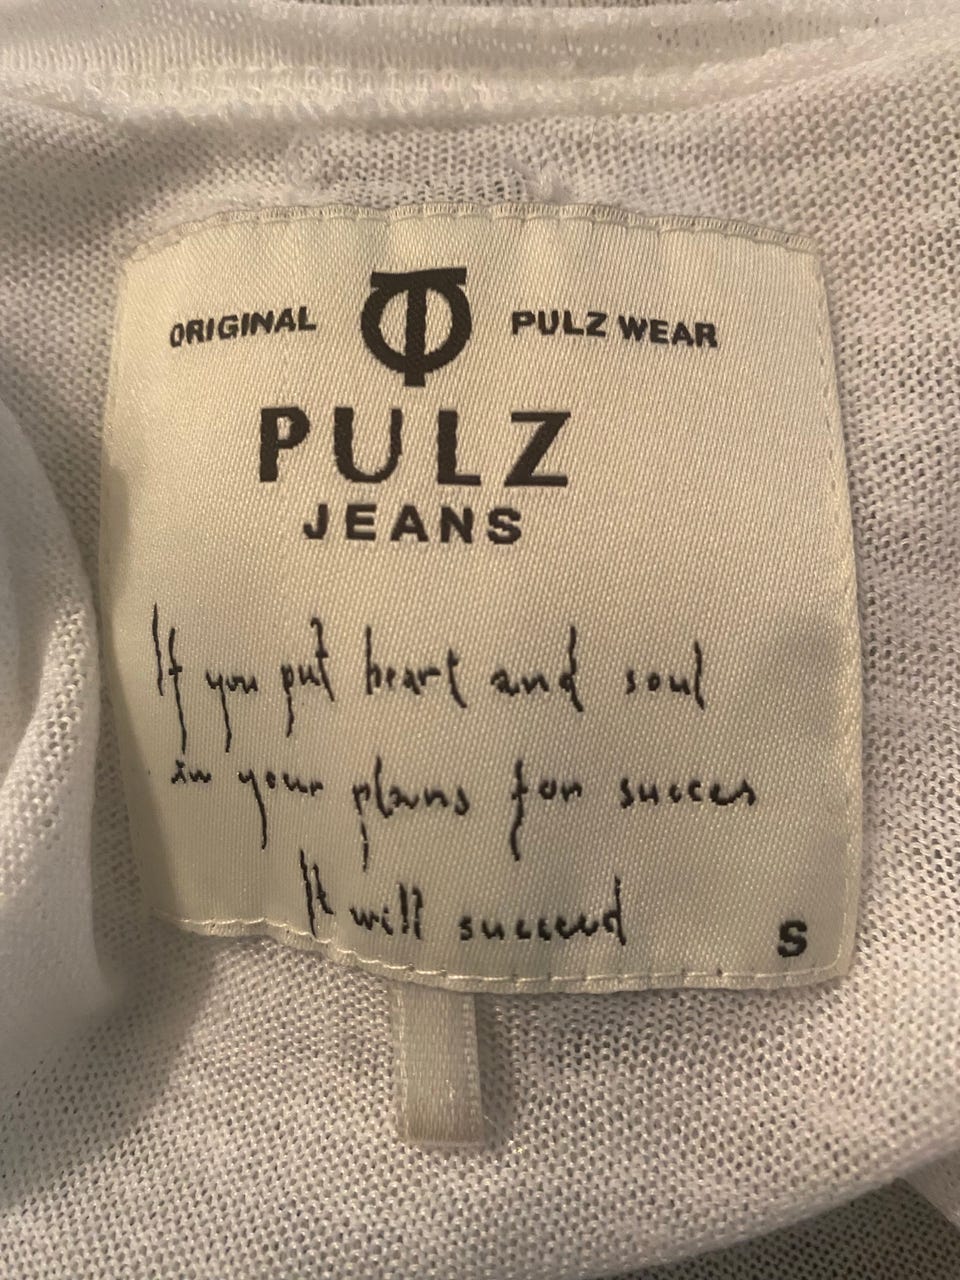 ORIGINAL PULZ WEAR
PULZ
JEANS
If you put heart and soul
in your plans for succes
It will succeed
S